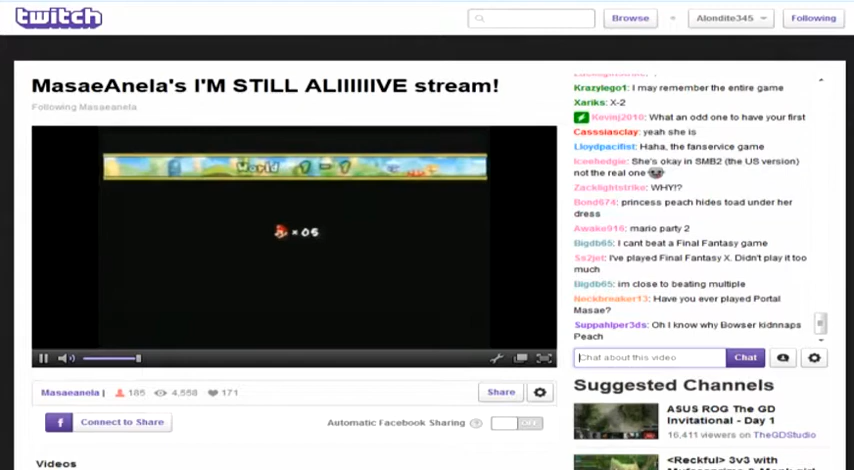 twitch
Browse
Alondite345
Following
MasaeAnela's I'M STILL ALIIIIIIVE stream!
Following Masaeanela
World 1 - 1
× 05
Krazylego1: I may remember the entire game
Xariks: X-2
Kevinj2010: What an odd one to have your first
Casssiasclay: yeah she is
Lloydpacifist: Haha, the fanservice game
Iceehedgie: She's okay in SMB2 (the US version)
not the real one
Zacklightstrike: WHY!?
Bond674: princess peach hides toad under her
dress
Awake916: mario party 2
Bigdb65: I cant beat a Final Fantasy game
Ss2jet: I've played Final Fantasy X. Didn't play it too
much
Bigdb65: im close to beating multiple
Neckbreaker13: Have you ever played Portal
Masae?
Suppahlper3ds: Oh I know why Bowser kidnnaps
Peach
Chat about this video
Chat
Masaeanela |
185
4,558
171
Share
Connect to Share
Automatic Facebook Sharing
OFF
Suggested Channels
ASUS ROG The GD
Invitational - Day 1
16,411 viewers on TheGDStudio
<Reckful> 3v3 with
Videos